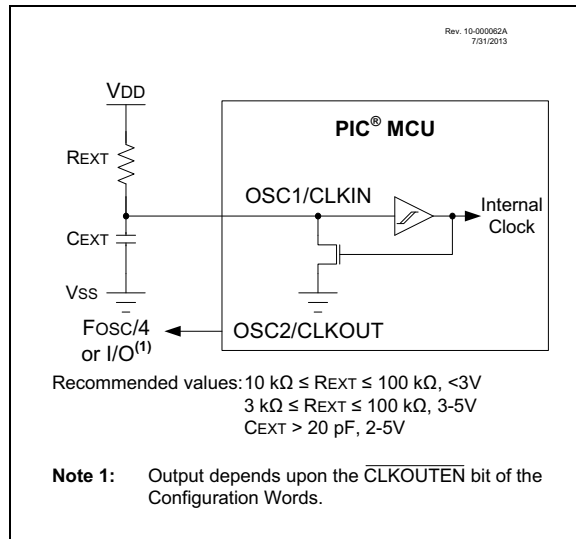 Rev. 10-000062A
7/31/2013
VDD
PIC® MCU
REXT
OSC1/CLKIN
Internal
Clock
CEXT
VSS
FOSC/4
or I/O(1)
OSC2/CLKOUT
Recommended values: 10 kΩ ≤ REXT ≤ 100 kΩ, <3V
3 kΩ ≤ REXT ≤ 100 kΩ, 3-5V
CEXT > 20 pF, 2-5V
Note 1: Output depends upon the CLKOUTEN bit of the
Configuration Words.